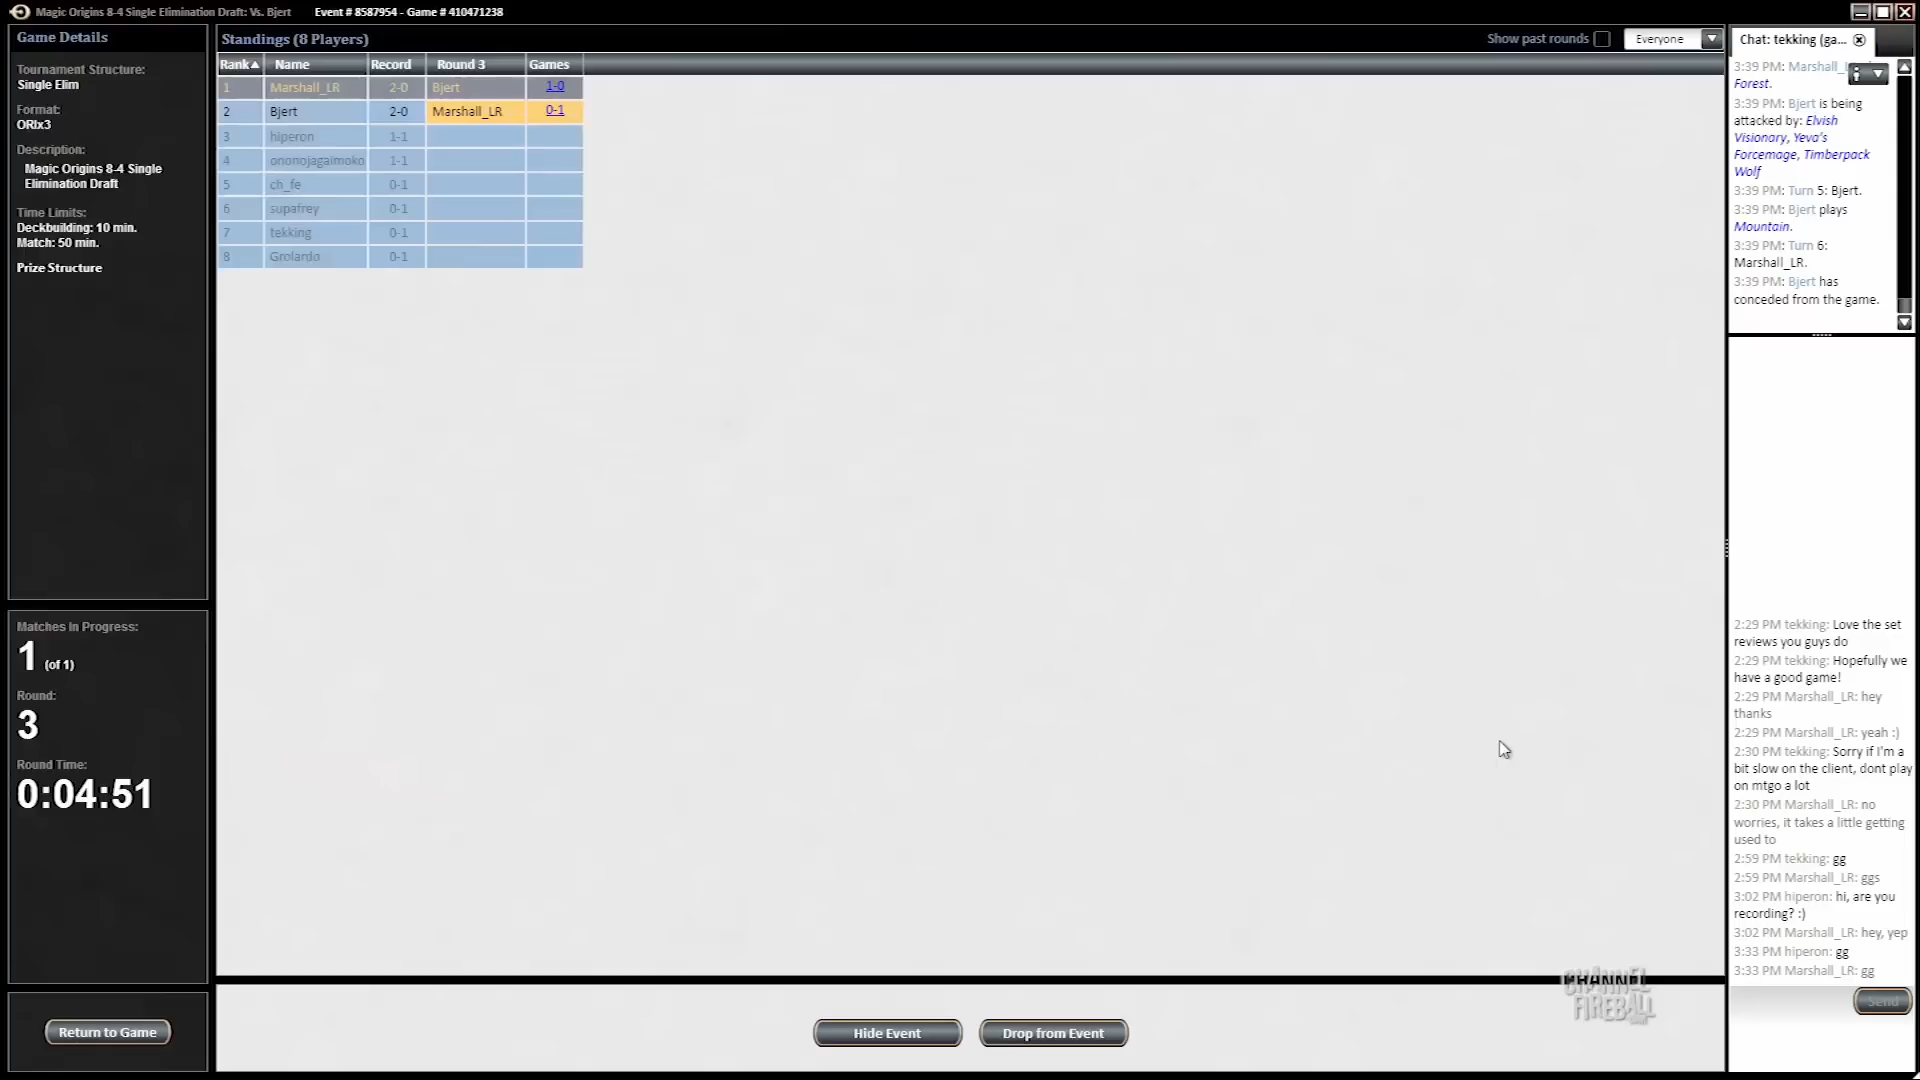 Magic Origins 8-4 Single Elimination Draft: Vs. Bjert
Event # 8587954 - Game # 410471238
Game Details
Tournament Structure:
Single Elim
Format:
ORIx3
Description:
Magic Origins 8-4 Single
Elimination Draft
Time Limits:
Deckbuilding: 10 min.
Match: 50 min.
Prize Structure
Matches In Progress:
1 (of 1)
Round:
3
Round Time:
0:04:51
Return to Game
Standings (8 Players)
Show past rounds
Everyone
Rank Name Record Round 3 Games
1 Marshall_LR 2-0 Bjert 1-0
2 Bjert 2-0 Marshall_LR 0-1
3 hiperon 1-1
4 ononojagaimoko 1-1
5 ch_fe 0-1
6 supafrey 0-1
7 tekking 0-1
8 Grolardo 0-1
Hide Event
Drop from Event
CHANNEL
FIREBALL
Chat: tekking (ga...
3:39 PM: Marshall_L
Forest.
3:39 PM: Bjert is being
attacked by: Elvish
Visionary, Yeva's
Forcemage, Timberpack
Wolf
3:39 PM: Turn 5: Bjert.
3:39 PM: Bjert plays
Mountain.
3:39 PM: Turn 6:
Marshall_LR.
3:39 PM: Bjert has
conceded from the game.
2:29 PM tekking: Love the set
reviews you guys do
2:29 PM tekking: Hopefully we
have a good game!
2:29 PM Marshall_LR: hey
thanks
2:29 PM Marshall_LR: yeah :)
2:30 PM tekking: Sorry if I'm a
bit slow on the client, dont play
on mtgo a lot
2:30 PM Marshall_LR: no
worries, it takes a little getting
used to
2:59 PM tekking: gg
2:59 PM Marshall_LR: ggs
3:02 PM hiperon: hi, are you
recording? :)
3:02 PM Marshall_LR: hey, yep
3:33 PM hiperon: gg
3:33 PM Marshall_LR: gg
Send